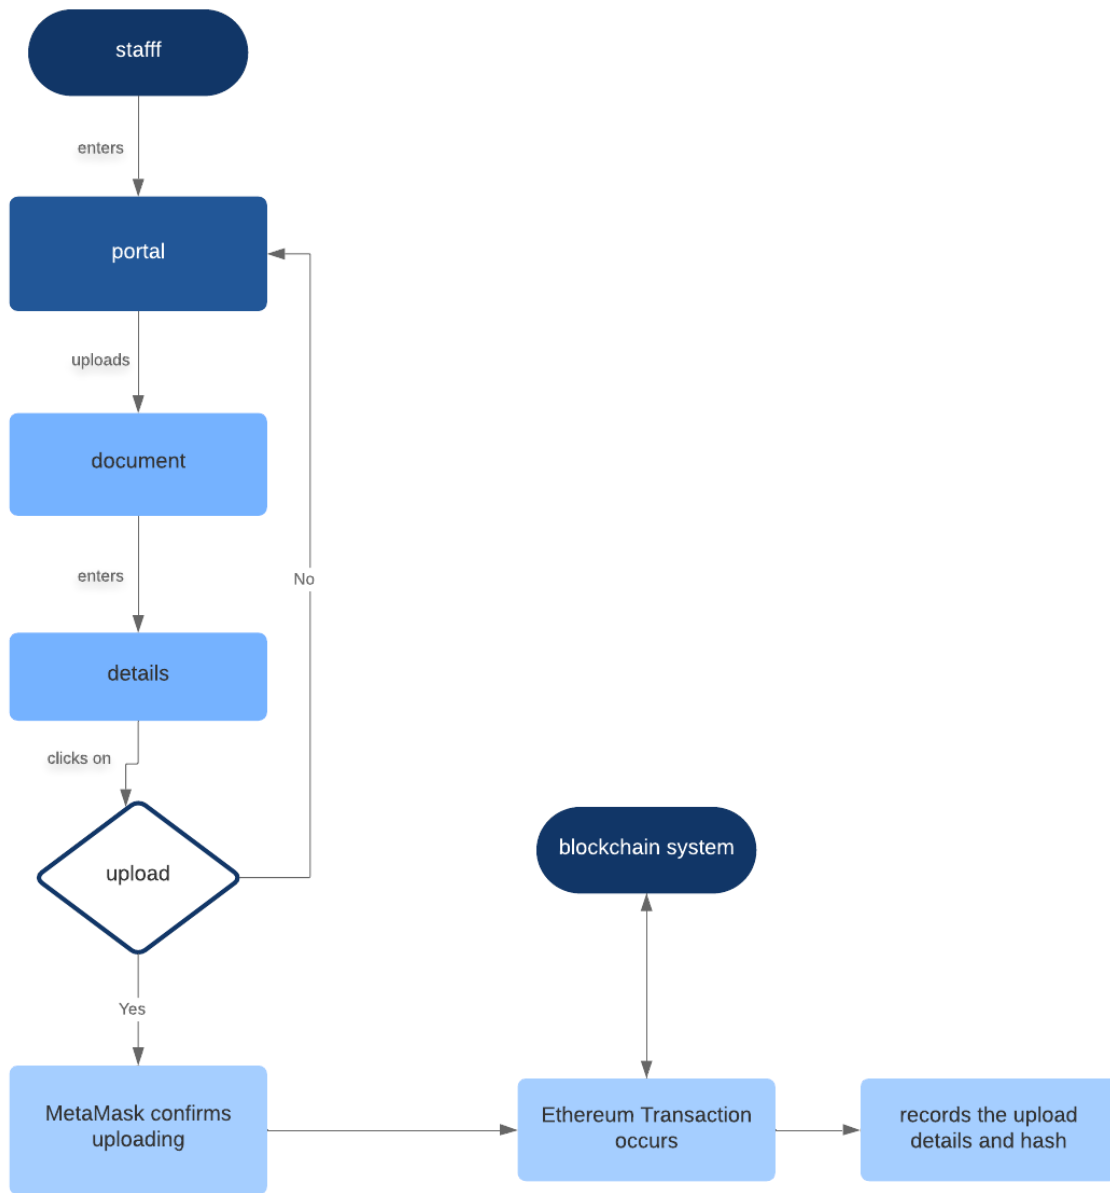 stafff
enters
portal
uploads
document
enters
No
details
clicks on
upload
blockchain system
Yes
MetaMask confirms
uploading
Ethereum Transaction
occurs
records the upload
details and hash